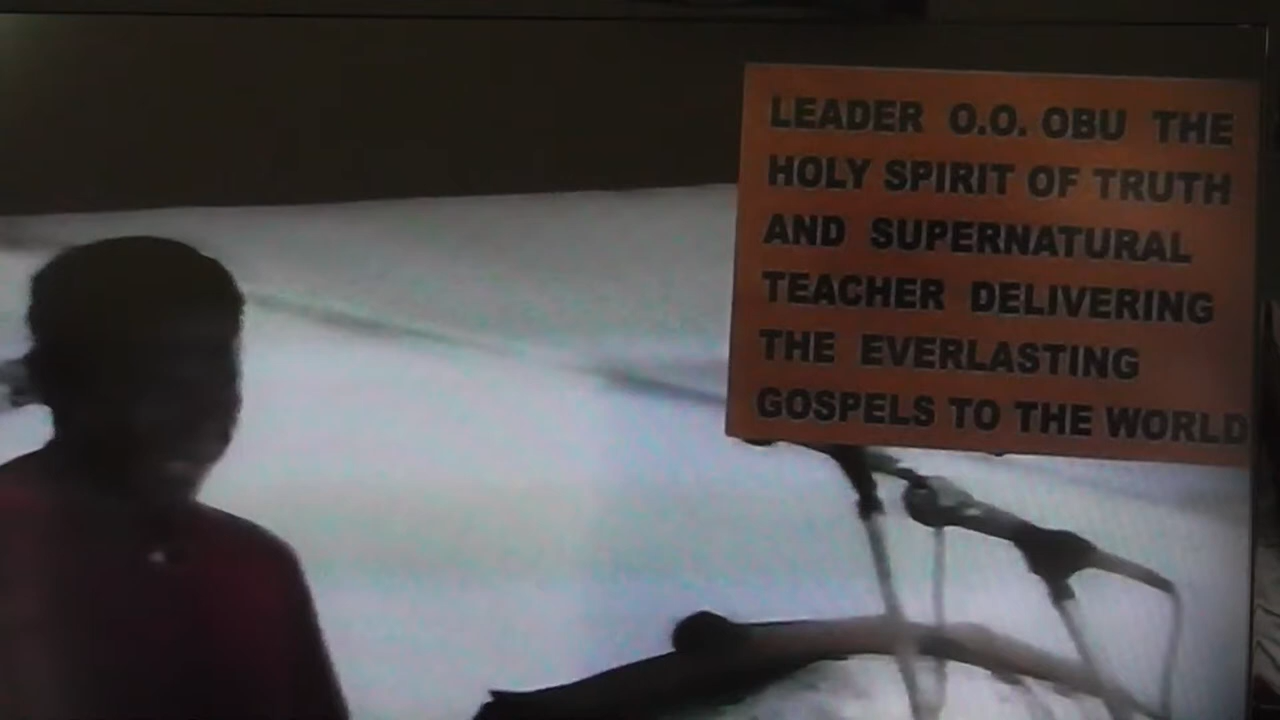 LEADER O.O. OBU THE
HOLY SPIRIT OF TRUTH
AND SUPERNATURAL
TEACHER DELIVERING
THE EVERLASTING
GOSPELS TO THE WORLD